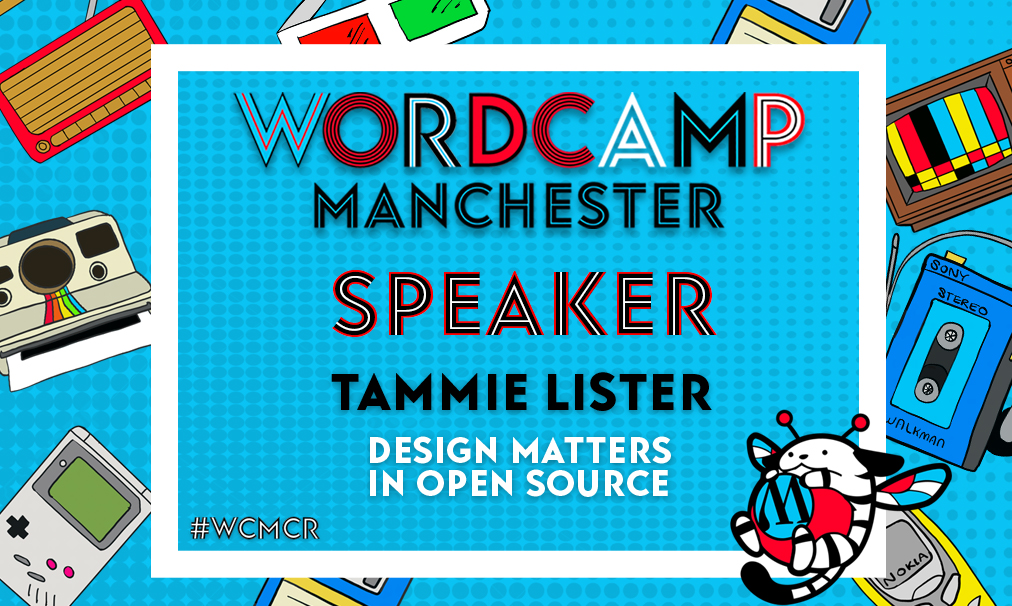 WORDCAMP
MANCHESTER
SPEAKER
TAMMIE LISTER
DESIGN MATTERS
IN OPEN SOURCE
#WCMCR
SONY
STEREO
WALKMAN
M
NOKIA